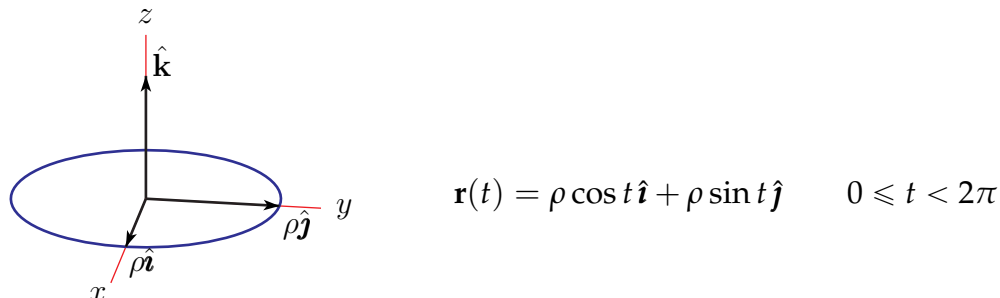 z
k̂
y
ρĵ
ρî
x
r(t) = ρ cos t î + ρ sin t ĵ 0 ⩽ t < 2π